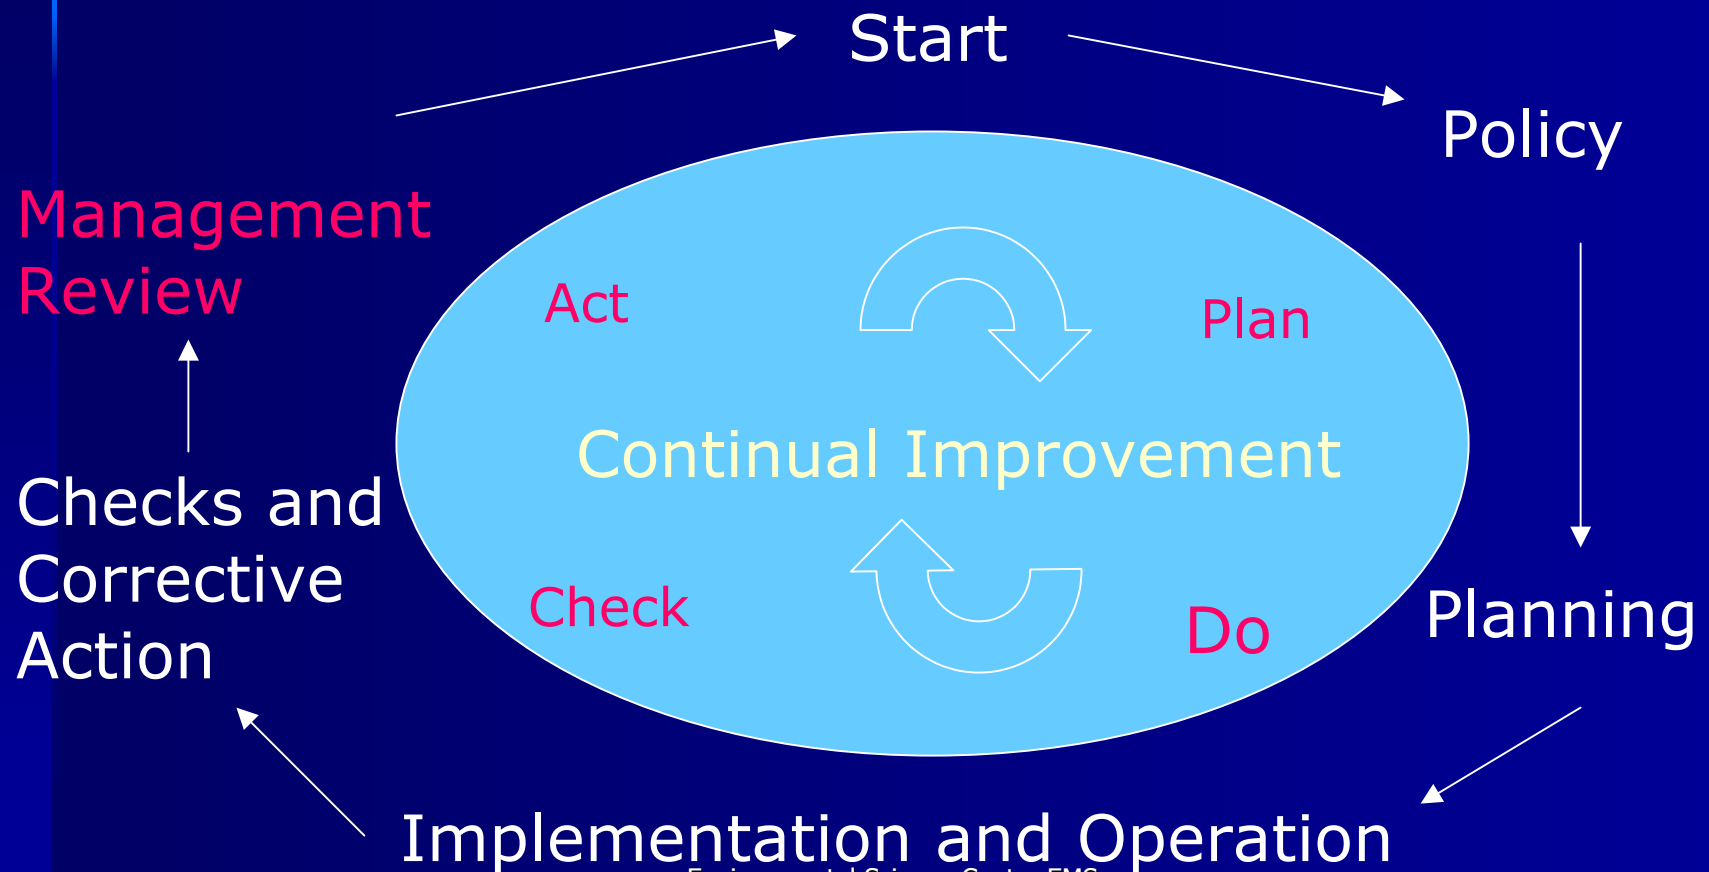 Start
Policy
Management
Review
Act
Plan
Continual Improvement
Checks and
Corrective
Action
Check
Do
Planning
Implementation and Operation